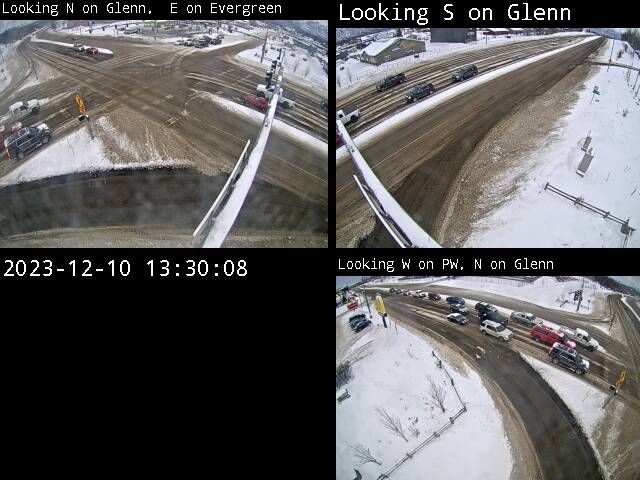 Looking N on Glenn,  E on Evergreen
Looking S on Glenn
2023-12-10 13:30:08
Looking W on PW, N on Glenn